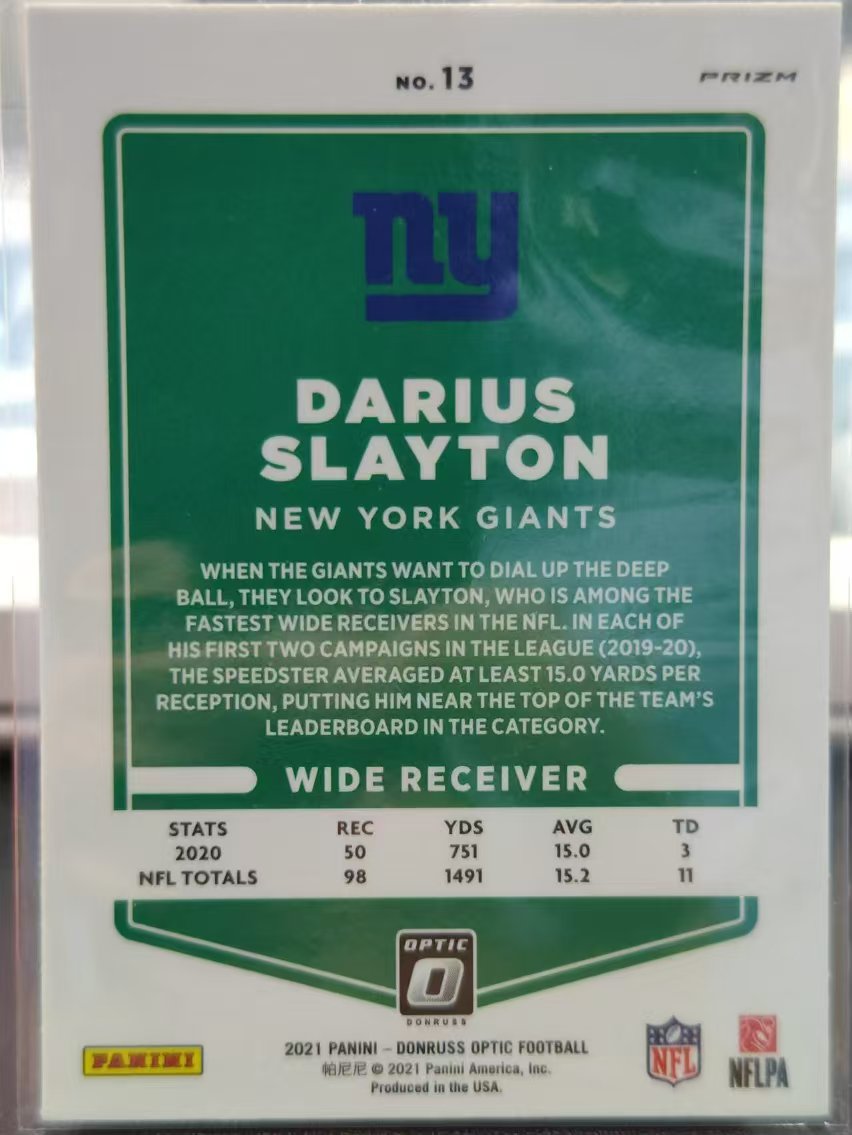 NO. 13
PRIZM
ny
DARIUS
SLAYTON
NEW YORK GIANTS
WHEN THE GIANTS WANT TO DIAL UP THE DEEP
BALL, THEY LOOK TO SLAYTON, WHO IS AMONG THE
FASTEST WIDE RECEIVERS IN THE NFL. IN EACH OF
HIS FIRST TWO CAMPAIGNS IN THE LEAGUE (2019-20),
THE SPEEDSTER AVERAGED AT LEAST 15.0 YARDS PER
RECEPTION, PUTTING HIM NEAR THE TOP OF THE TEAM'S
LEADERBOARD IN THE CATEGORY.
WIDE RECEIVER
STATS REC YDS AVG TD
2020 50 751 15.0 3
NFL TOTALS 98 1491 15.2 11
OPTIC
O
DONRUSS
PANINI
2021 PANINI – DONRUSS OPTIC FOOTBALL
帕尼尼 © 2021 Panini America, Inc.
Produced in the USA.
NFL
NFLPA